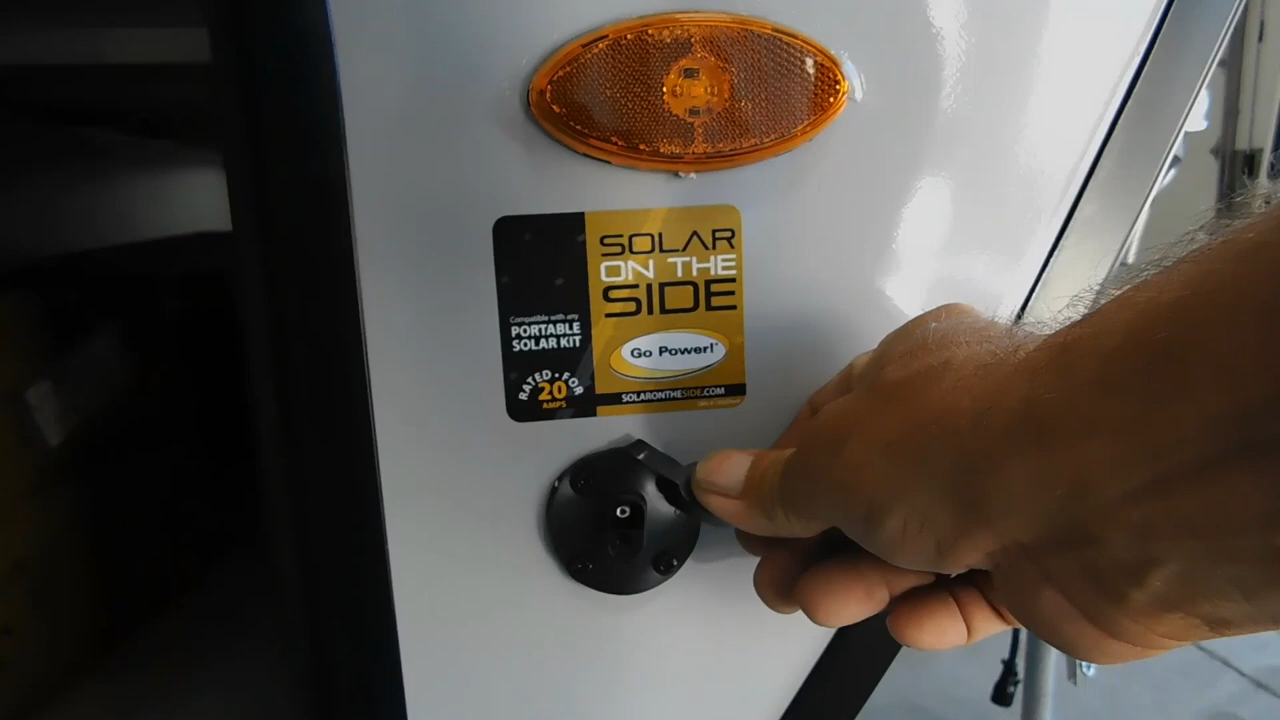 SOLAR
ON THE
SIDE
Compatible with any
PORTABLE
SOLAR KIT
Go Power!
RATED • FOR
20
AMPS
SOLARONTHESIDE.COM